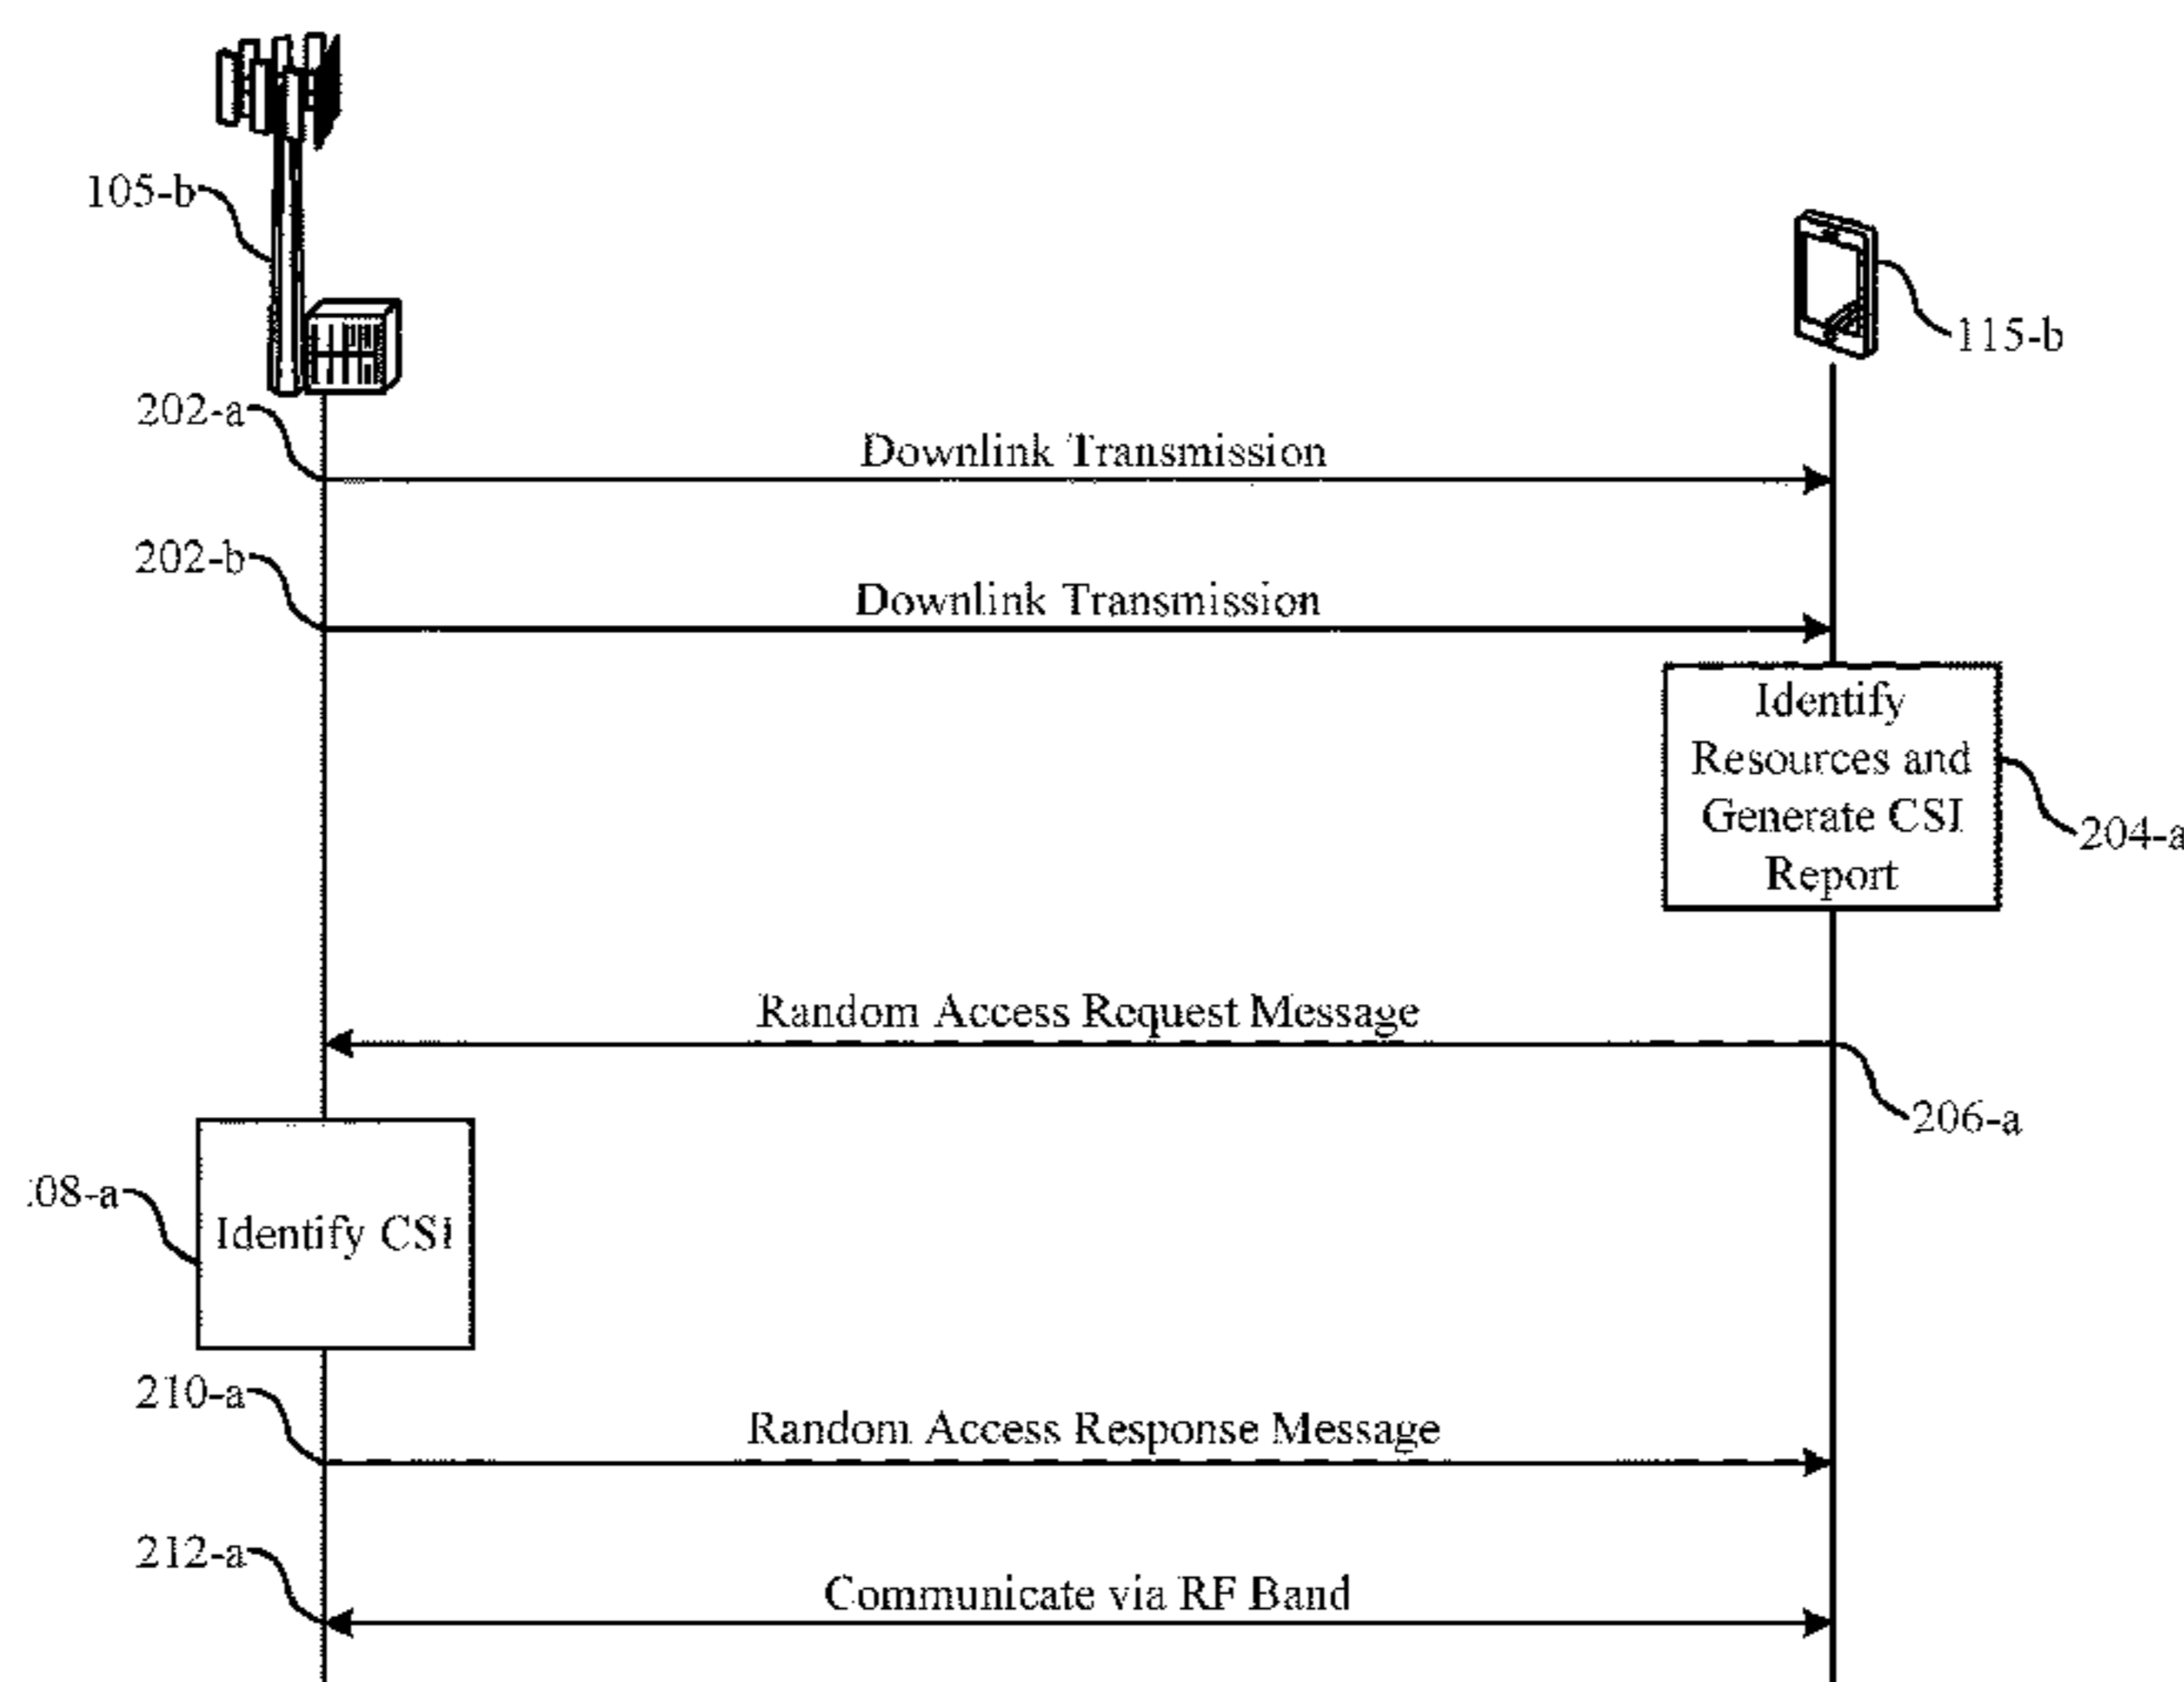 105-b
115-b
202-a
Downlink Transmission
202-b
Downlink Transmission
Identify
Resources and
Generate CSI
Report
204-a
Random Access Request Message
206-a
08-a
Identify CSI
210-a
Random Access Response Message
212-a
Communicate via RF Band